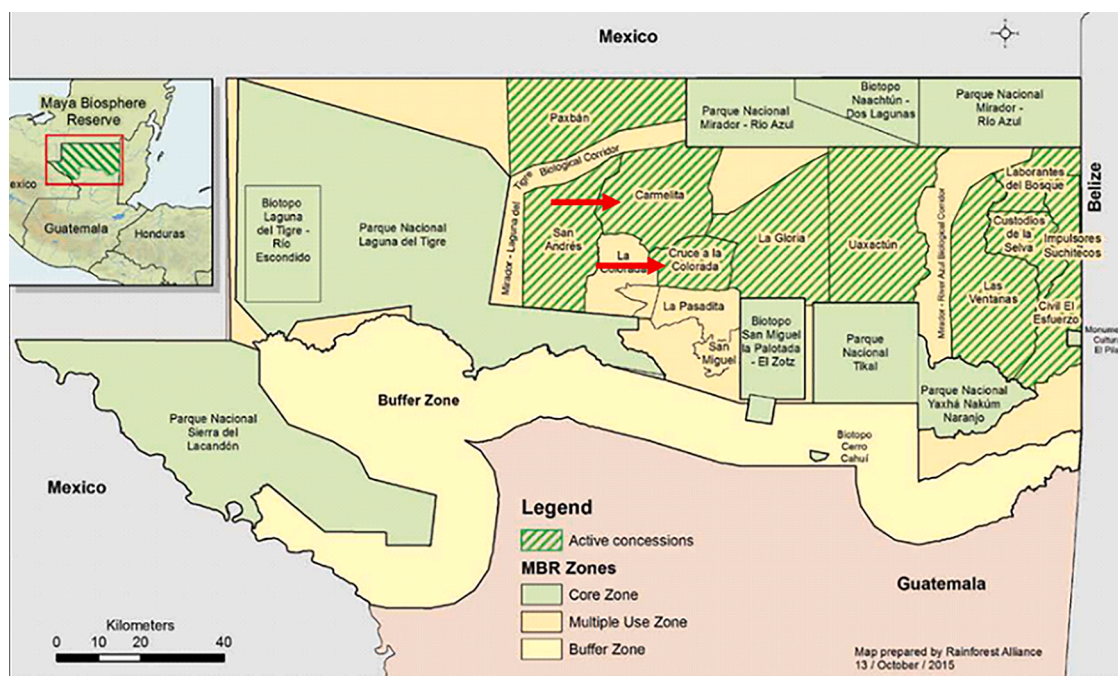 Mexico
Maya Biosphere
Reserve
exico
Guatemala
Honduras
Paxbán
Parque Nacional
Mirador - Río Azul
Biotopo
Naachtún -
Dos Lagunas
Parque Nacional
Mirador -
Río Azul
Belize
Mirador - Laguna del Tigre Biological Corridor
Biotopo
Laguna
del Tigre - Río
Escondido
Parque Nacional
Laguna del Tigre
San
Andrés
Carmelita
La
Colorada
Cruce a la
Colorada
La Gloria
Uaxactún
Mirador - River Azul Biological Corridor
Laborantes
del Bosque
Custodios
de la
Selva
Impulsores
Suchitecos
Las
Ventanas
Civil El
Esfuerzo
La Pasadita
San
Miguel
Biotopo
San Miguel
la Palotada
- El Zotz
Parque
Nacional
Tikal
Parque Nacional
Yaxhá Nakúm
Naranjo
Monume
Cultura
El Pila
Buffer Zone
Parque Nacional
Sierra del
Lacandón
Biotopo
Cerro
Cahuí
Mexico
Guatemala
Legend
Active concessions
MBR Zones
Core Zone
Multiple Use Zone
Buffer Zone
Kilometers
0 10 20 40
Map prepared by Rainforest Alliance
13 / October / 2015